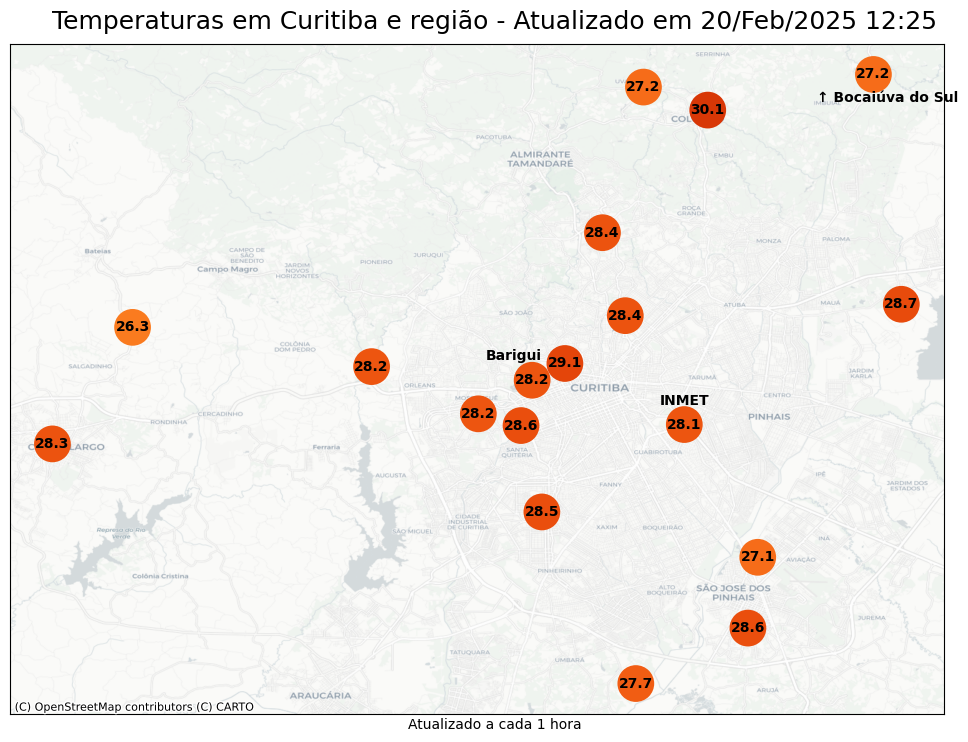 Temperaturas em Curitiba e região - Atualizado em 20/Feb/2025 12:25
SERRINHA
27.2
27.2
↑ Bocaiúva do Sul
30.1
PACOTUBA
ALMIRANTE
TAMANDARÉ
EMBU
ROÇA
GRANDE
28.4
MONZA
PALOMA
Bateias
CAMPO DE
SÃO
BENEDITO
JURUQUI
PIONEIRO
Campo Magro
JARDIM
NOVOS
HORIZONTES
28.7
ATUBA
MAUÁ
SÃO JOÃO
28.4
26.3
COLÔNIA
DOM PEDRO
Barigui
29.1
SALGADINHO
28.2
28.2
JARDIM
KARLA
TARUMÃ
ORLEANS
CURITIBA
CENTRO
INMET
28.2
CERCADINHO
RONDINHA
PINHAIS
28.6
28.1
28.3
Ferraria
SANTA
QUITÉRIA
GUABIROTUBA
AUGUSTA
IPÊ
FANNY
JARDIM DOS
ESTADOS I
28.5
CIDADE
INDUSTRIAL
DE CURITIBA
SÃO MIGUEL
XAXIM
BOQUEIRÃO
Represa do Rio
Verde
INÃ
27.1
AVIAÇÃO
PINHEIRINHO
Colônia Cristina
ALTO
BOQUEIRÃO
SÃO JOSÉ DOS
PINHAIS
JUREMA
28.6
TATUQUARA
UMBARÁ
27.7
ARUJÁ
ARAUCÁRIA
(C) OpenStreetMap contributors (C) CARTO
Atualizado a cada 1 hora